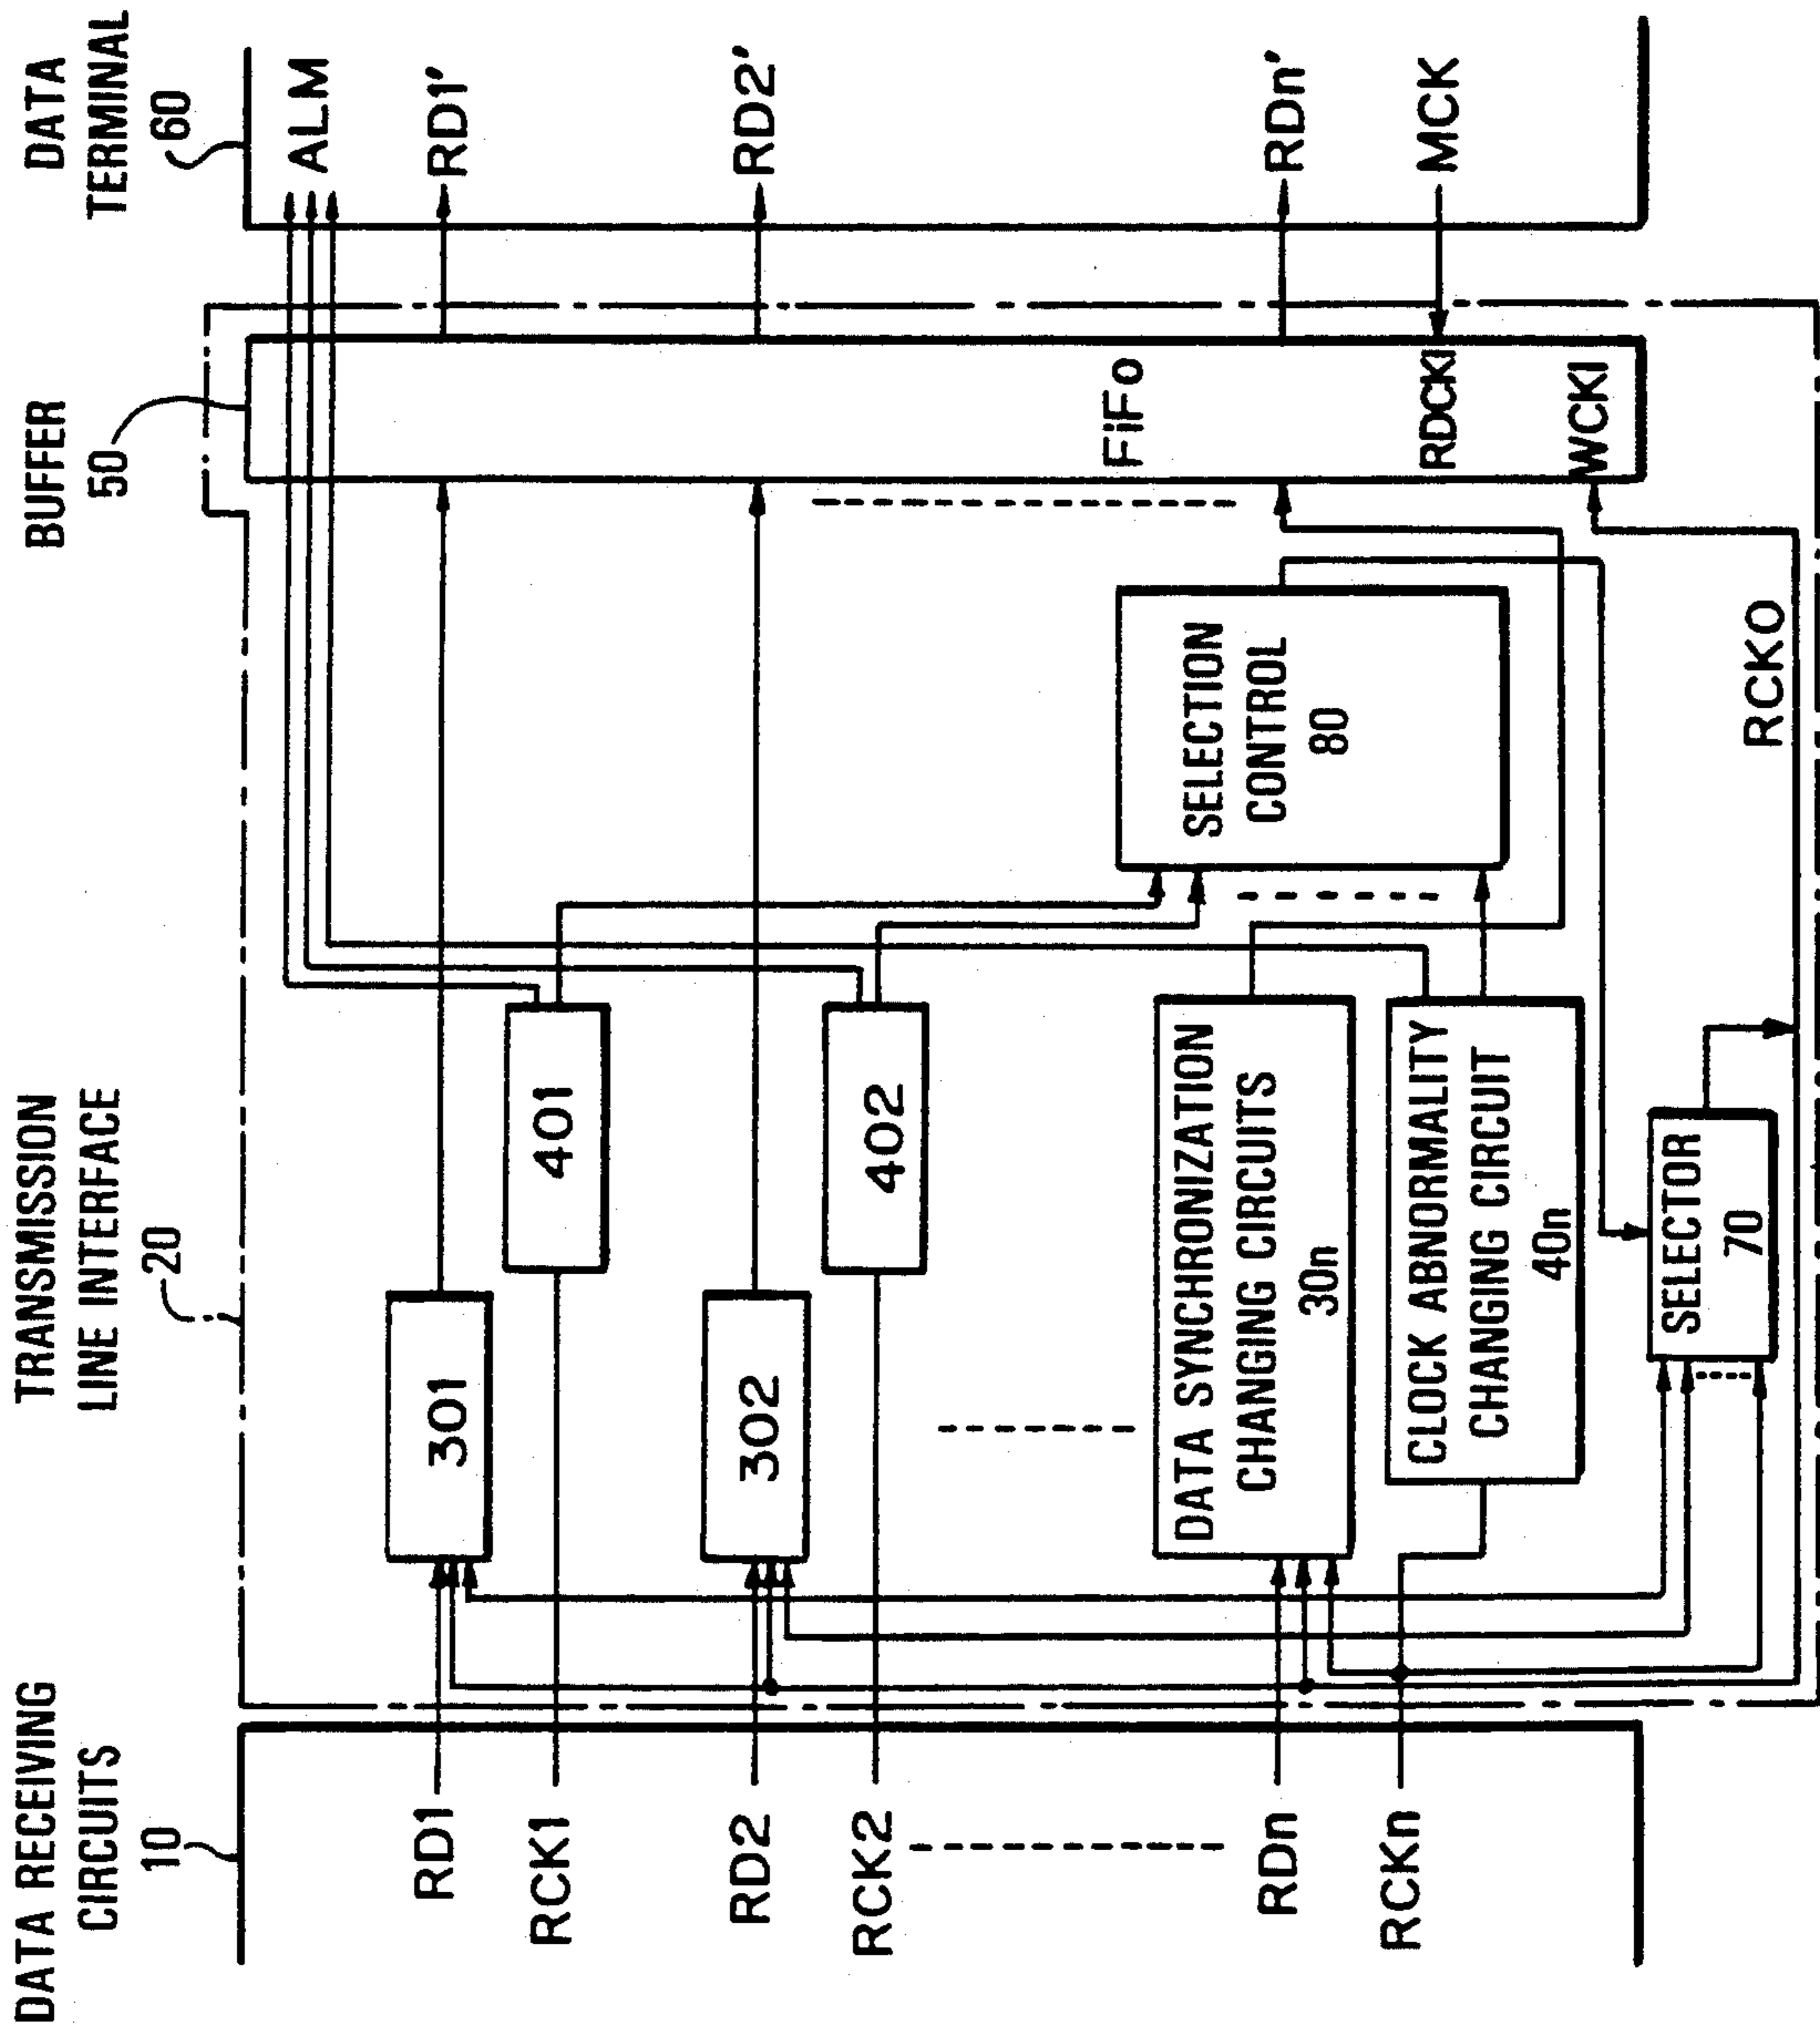 DATA RECEIVING
CIRCUITS
10
TRANSMISSION
LINE INTERFACE
20
BUFFER
50
DATA
TERMINAL
60
ALM
RD1
301
RD1'
RCK1
401
RD2
302
RD2'
RCK2
402
RDn
DATA SYNCHRONIZATION
CHANGING CIRCUITS
30n
SELECTION
CONTROL
80
FiFo
RDn'
RCKn
CLOCK ABNORMALITY
CHANGING CIRCUIT
40n
RDCKI
MCK
WCKI
SELECTOR
70
RCKO